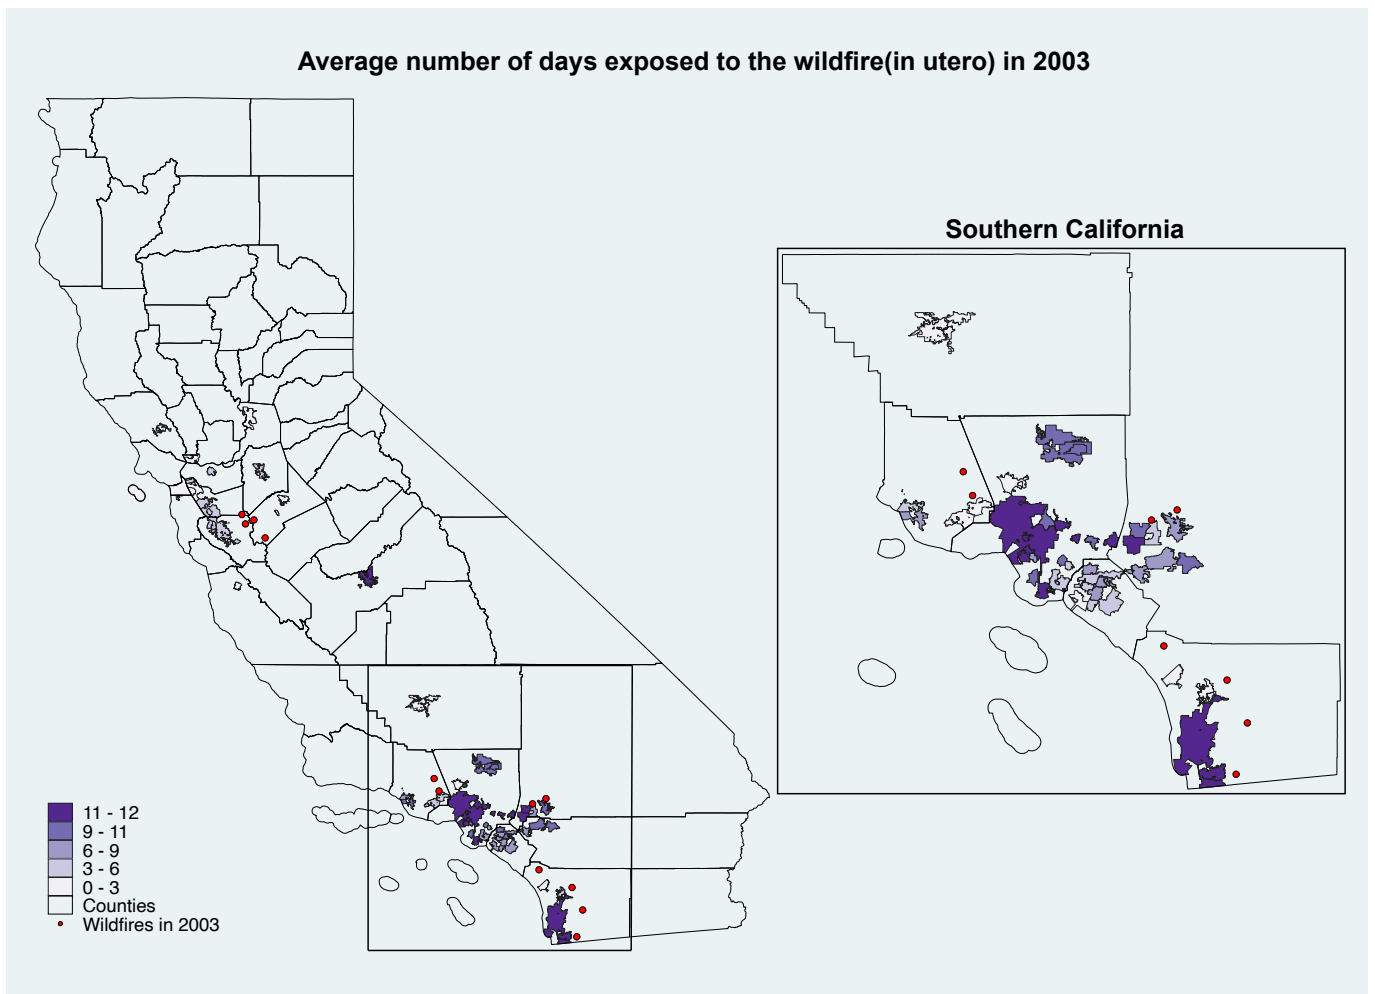 Average number of days exposed to the wildfire(in utero) in 2003
Southern California
11 - 12
9 - 11
6 - 9
3 - 6
0 - 3
Counties
Wildfires in 2003